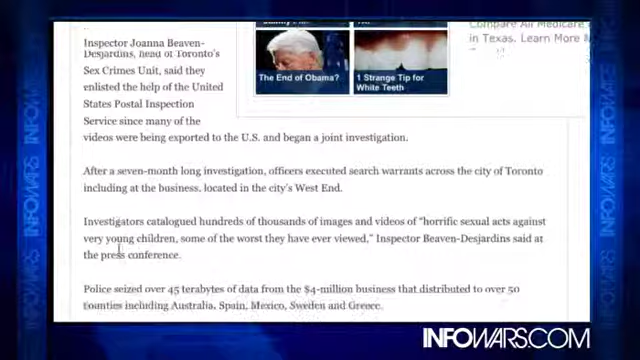 Compare All Medicare
in Texas. Learn More
The End of Obama?
1 Strange Tip for
White Teeth
Inspector Joanna Beaven-
Desjardins, head of Toronto's
Sex Crimes Unit, said they
enlisted the help of the United
States Postal Inspection
Service since many of the
videos were being exported to the U.S. and began a joint investigation.
After a seven-month long investigation, officers executed search warrants across the city of Toronto
including at the business, located in the city's West End.
Investigators catalogued hundreds of thousands of images and videos of "horrific sexual acts against
very young children, some of the worst they have ever viewed," Inspector Beaven-Desjardins said at
the press conference.
Police seized over 45 terabytes of data from the $4-million business that distributed to over 50
counties including Australia, Spain, Mexico, Sweden and Greece.
INFOWARS
INFOWARS
INFOWARS
INFOWARS
INFOWARS.COM